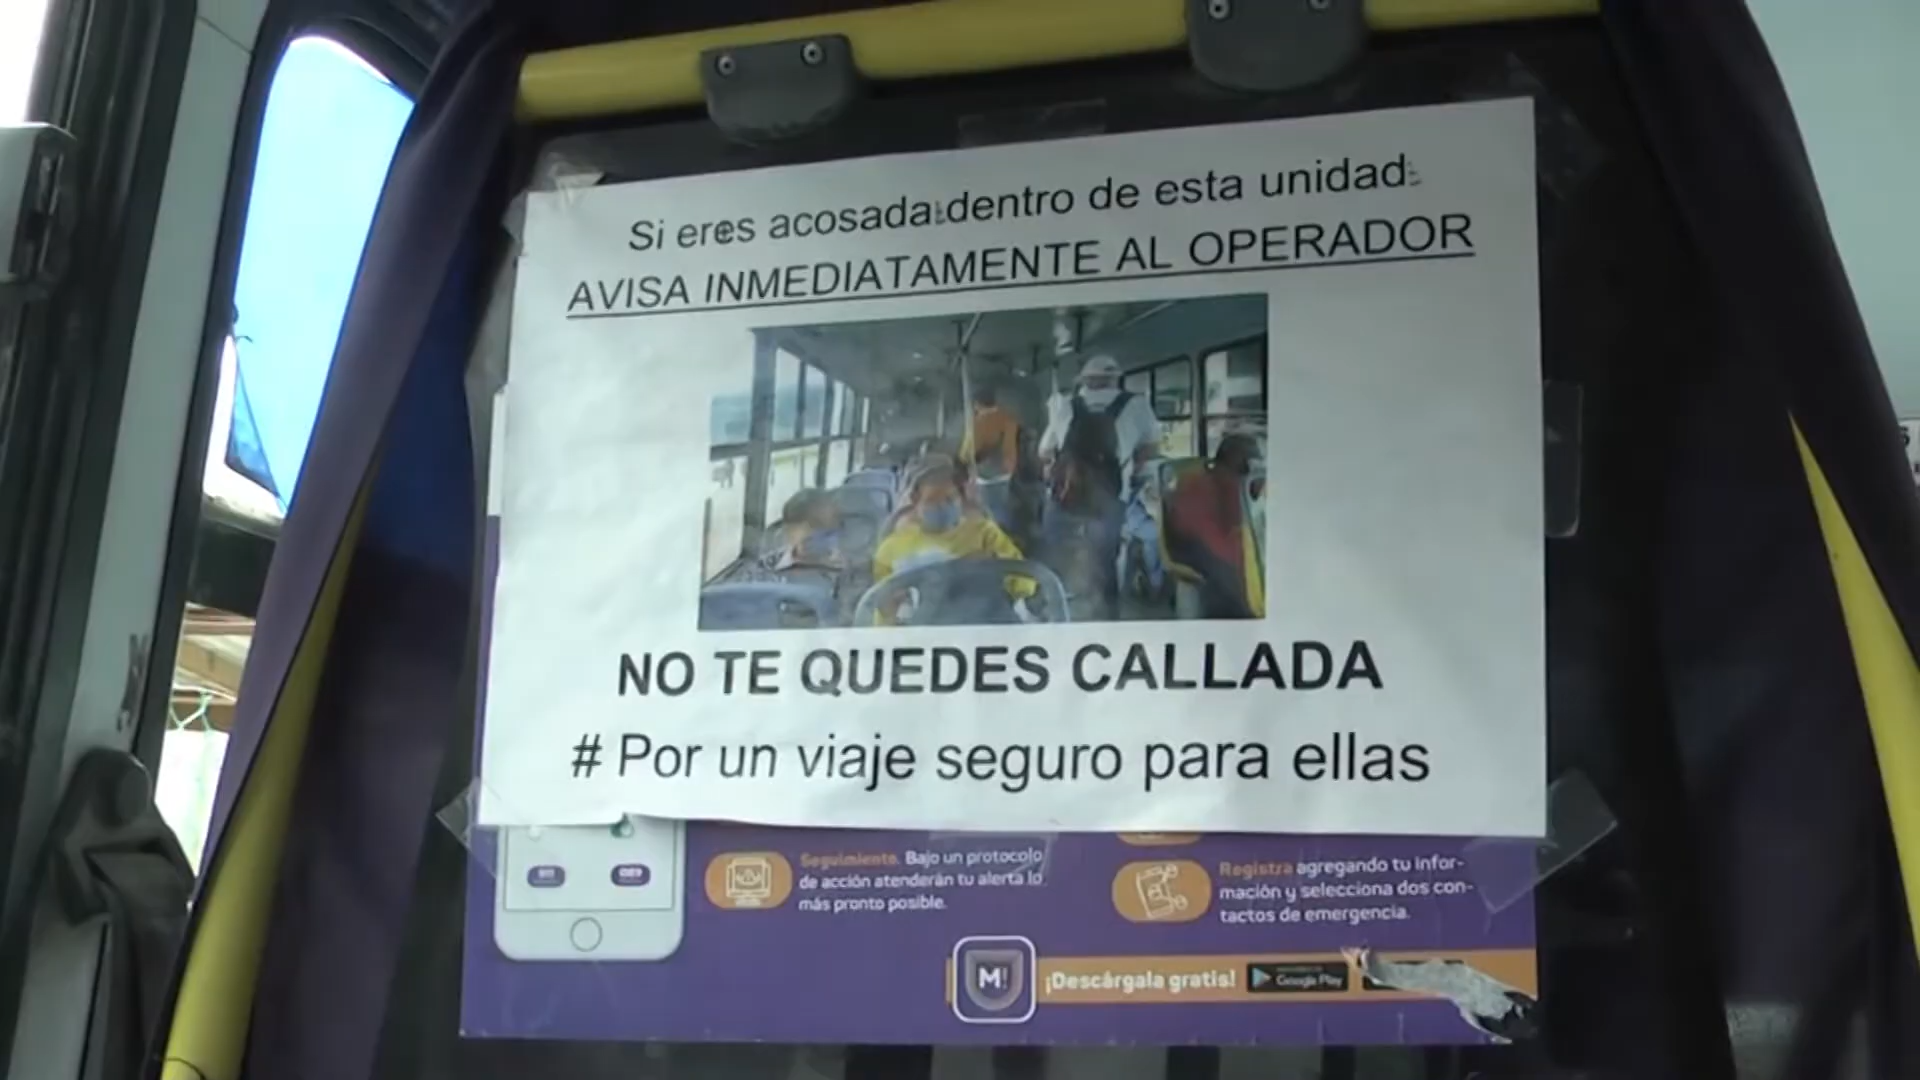 Si eres acosada dentro de esta unidad
AVISA INMEDIATAMENTE AL OPERADOR
NO TE QUEDES CALLADA
# Por un viaje seguro para ellas
Seguimiento. Bajo un protocolo
de acción atenderán tu alerta lo
más pronto posible.
Registra agregando tu infor-
mación y selecciona dos con-
tactos de emergencia.
M!
¡Descárgala gratis!
Google Play